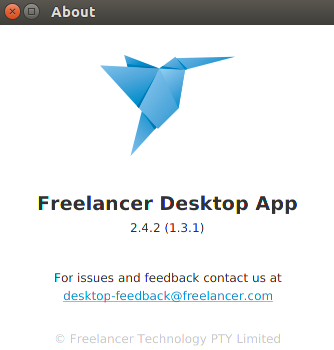 About
Freelancer Desktop App
2.4.2 (1.3.1)
For issues and feedback contact us at
desktop-feedback@freelancer.com
© Freelancer Technology PTY Limited